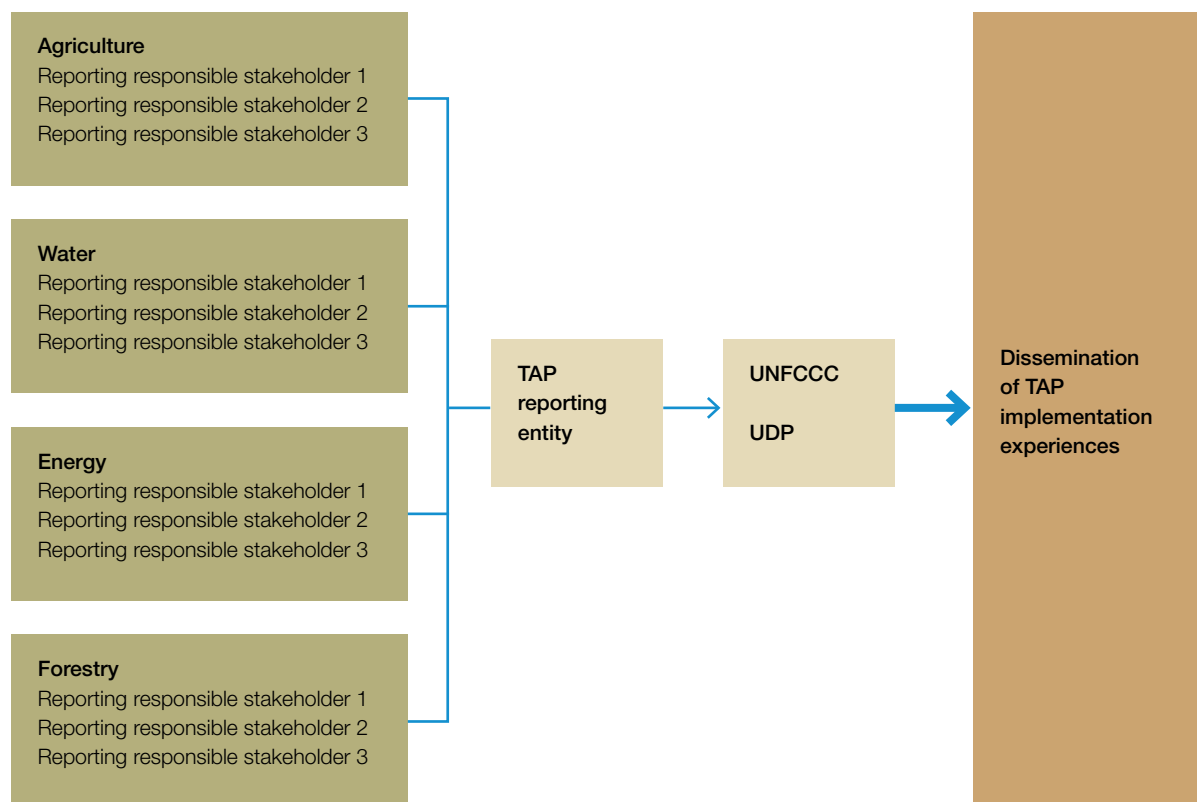 Agriculture
Reporting responsible stakeholder 1
Reporting responsible stakeholder 2
Reporting responsible stakeholder 3
Water
Reporting responsible stakeholder 1
Reporting responsible stakeholder 2
Reporting responsible stakeholder 3
Energy
Reporting responsible stakeholder 1
Reporting responsible stakeholder 2
Reporting responsible stakeholder 3
Forestry
Reporting responsible stakeholder 1
Reporting responsible stakeholder 2
Reporting responsible stakeholder 3
TAP
reporting
entity
UNFCCC
UDP
Dissemination
of TAP
implementation
experiences